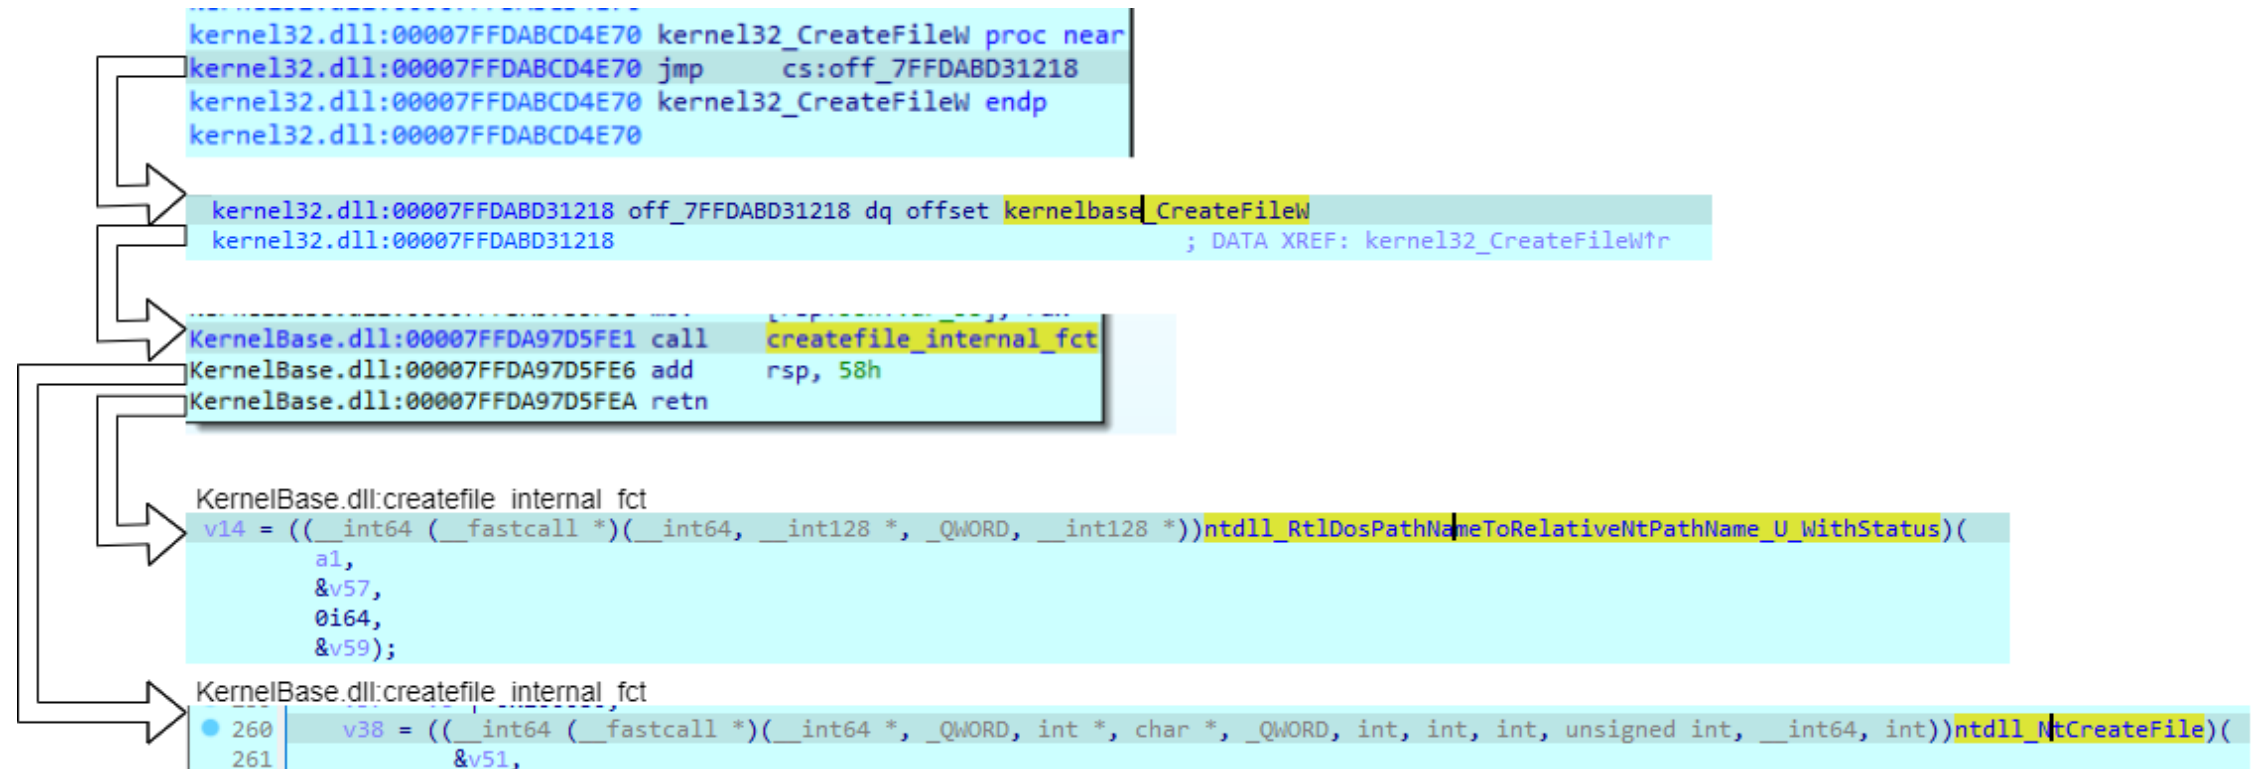 kernel32.dll:00007FFDABCD4E70 kernel32_CreateFileW proc near
kernel32.dll:00007FFDABCD4E70 jmp     cs:off_7FFDABD31218
kernel32.dll:00007FFDABCD4E70 kernel32_CreateFileW endp
kernel32.dll:00007FFDABCD4E70
kernel32.dll:00007FFDABD31218 off_7FFDABD31218 dq offset kernelbase_CreateFileW
kernel32.dll:00007FFDABD31218 ; DATA XREF: kernel32_CreateFileW↑r
KernelBase.dll:00007FFDA97D5FE1 call    createfile_internal_fct
KernelBase.dll:00007FFDA97D5FE6 add     rsp, 58h
KernelBase.dll:00007FFDA97D5FEA retn
KernelBase.dll:createfile_internal_fct
v14 = ((__int64 (__fastcall *)(__int64, __int128 *, _QWORD, __int128 *))ntdll_RtlDosPathNameToRelativeNtPathName_U_WithStatus)(
a1,
&v57,
0i64,
&v59);
KernelBase.dll:createfile_internal_fct
260 v38 = ((__int64 (__fastcall *)(__int64 *, _QWORD, int *, char *, _QWORD, int, int, int, unsigned int, __int64, int))ntdll_NtCreateFile)(
261 &v51,